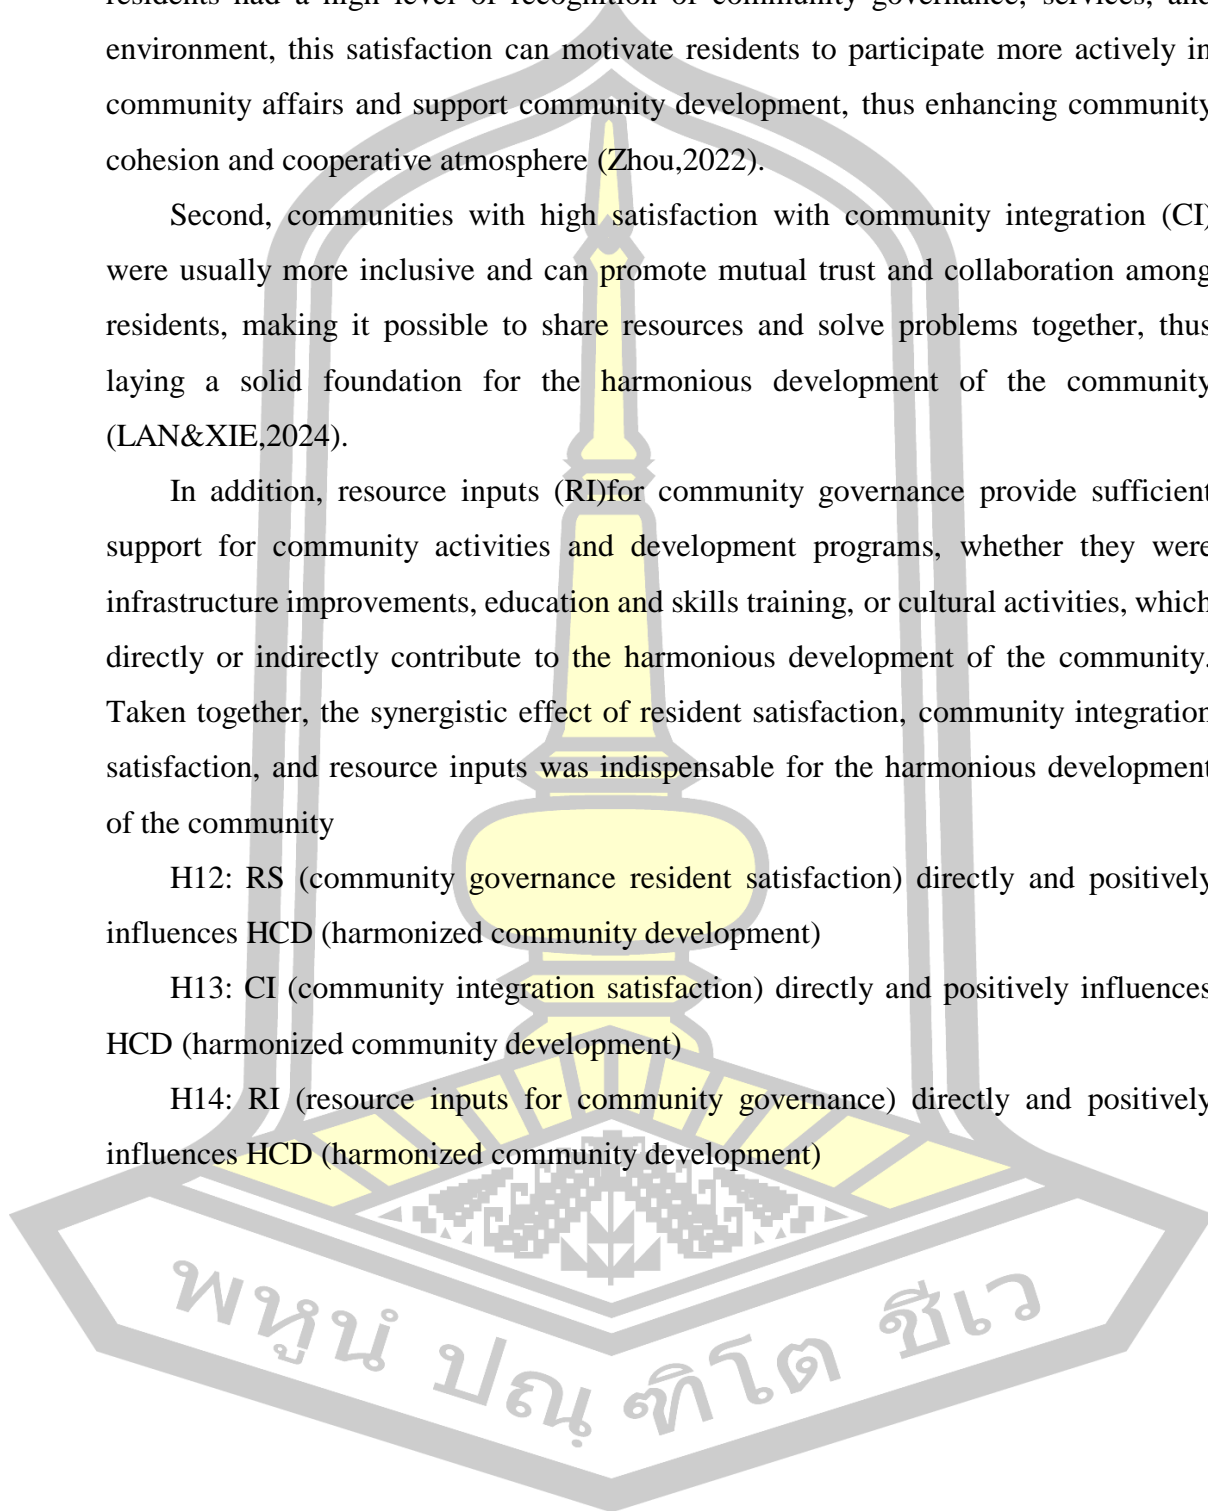 residents had a high level of recognition of community governance, services, and
environment, this satisfaction can motivate residents to participate more actively in
community affairs and support community development, thus enhancing community
cohesion and cooperative atmosphere (Zhou,2022).
Second, communities with high satisfaction with community integration (CI)
were usually more inclusive and can promote mutual trust and collaboration among
residents, making it possible to share resources and solve problems together, thus
laying a solid foundation for the harmonious development of the community
(LAN&XIE,2024).
In addition, resource inputs (RI)for community governance provide sufficient
support for community activities and development programs, whether they were
infrastructure improvements, education and skills training, or cultural activities, which
directly or indirectly contribute to the harmonious development of the community.
Taken together, the synergistic effect of resident satisfaction, community integration
satisfaction, and resource inputs was indispensable for the harmonious development
of the community
H12: RS (community governance resident satisfaction) directly and positively
influences HCD (harmonized community development)
H13: CI (community integration satisfaction) directly and positively influences
HCD (harmonized community development)
H14: RI (resource inputs for community governance) directly and positively
influences HCD (harmonized community development)
พหูนํ ปณฺฑิโต ชีเว